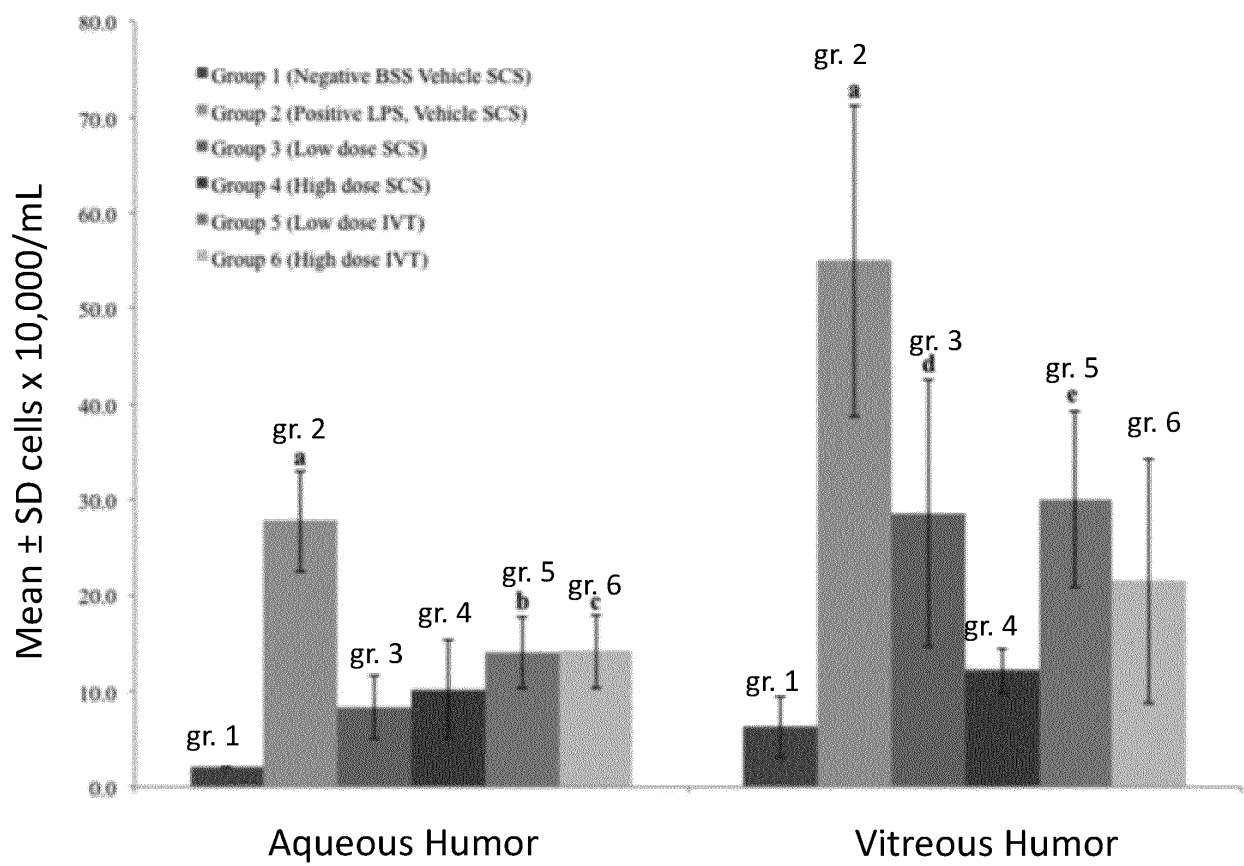 Mean ± SD cells x 10,000/mL
80.0
70.0
60.0
50.0
40.0
30.0
20.0
10.0
0.0
Group 1 (Negative BSS Vehicle SCS)
Group 2 (Positive LPS, Vehicle SCS)
Group 3 (Low dose SCS)
Group 4 (High dose SCS)
Group 5 (Low dose IVT)
Group 6 (High dose IVT)
gr. 1
gr. 2
a
gr. 3
gr. 4
gr. 5
b
gr. 6
c
gr. 1
gr. 2
a
gr. 3
d
gr. 4
gr. 5
e
gr. 6
Aqueous Humor
Vitreous Humor